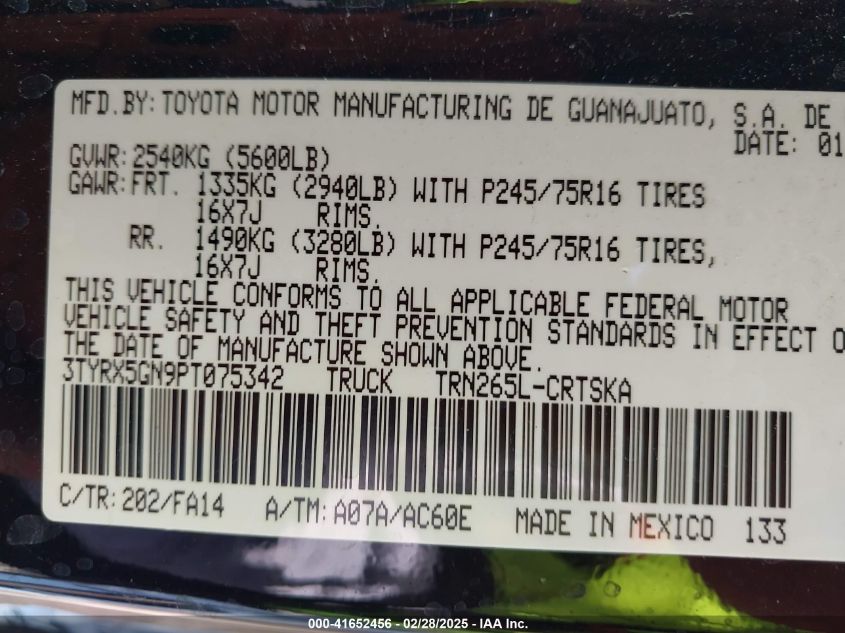 MFD.BY: TOYOTA MOTOR MANUFACTURING DE GUANAJUATO, S.A. DE
DATE: 01
GVWR: 2540KG (5600LB)
GAWR: FRT. 1335KG (2940LB) WITH P245/75R16 TIRES
16X7J RIMS.
RR. 1490KG (3280LB) WITH P245/75R16 TIRES,
16X7J RIMS.
THIS VEHICLE CONFORMS TO ALL APPLICABLE FEDERAL MOTOR
VEHICLE SAFETY AND THEFT PREVENTION STANDARDS IN EFFECT O
THE DATE OF MANUFACTURE SHOWN ABOVE.
3TYRX5GN9PT075342 TRUCK TRN265L-CRTSKA
C/TR: 202/FA14 A/TM: A07A/AC60E MADE IN MEXICO 133
000-41652456 - 02/28/2025 - IAA Inc.